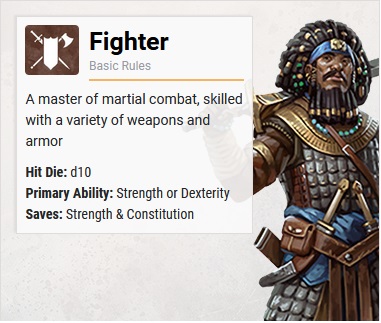 Fighter
Basic Rules
A master of martial combat, skilled
with a variety of weapons and
armor
Hit Die: d10
Primary Ability: Strength or Dexterity
Saves: Strength & Constitution